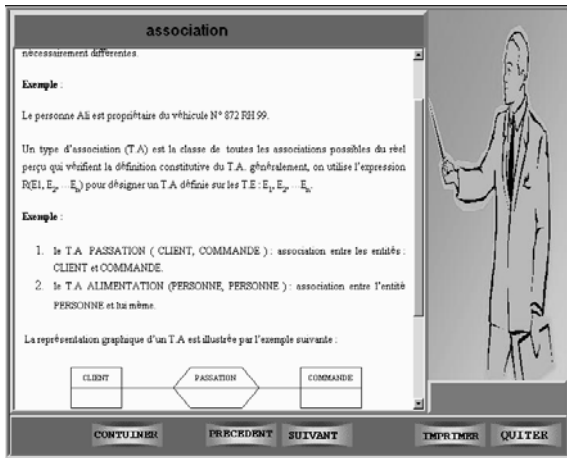 association
nécessairement différentes.
Exemple :
Le personne Ali est propriétaire du véhicule N° 872 RH 99.
Un type d'association (T.A) est la classe de toutes les associations possibles du réel
perçu qui vérifient la définition constitutive du T.A. généralement, on utilise l'expression
R(E1, E2, ...En) pour désigner un T.A définie sur les T.E : E1, E2, ...En.
Exemple :
1. le T.A PASSATION ( CLIENT, COMMANDE ) : association entre les entités :
CLIENT et COMMANDE.
2. le T.A ALIMENTATION (PERSONNE, PERSONNE ) : association entre l'entité
PERSONNE et lui même.
La représentation graphique d'un T.A est illustrée par l'exemple suivante :
CLIENT PASSATION COMMANDE
CONTUINER PRECEDENT SUIVANT IMPRIMER QUITER